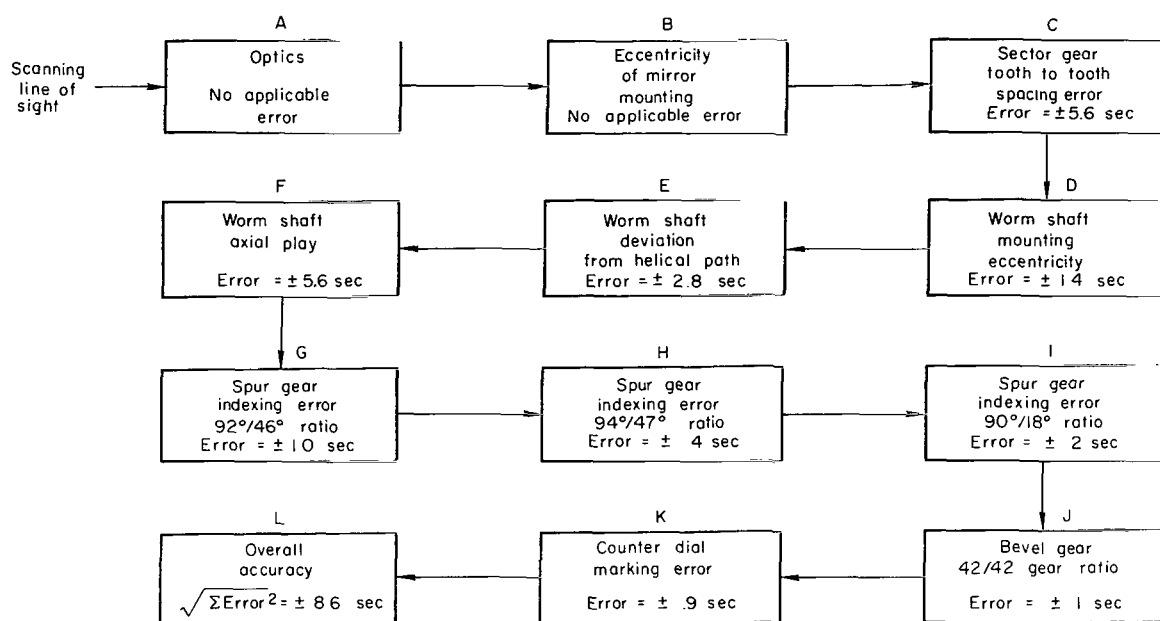 A
Optics
No applicable
error
B
Eccentricity
of mirror
mounting
No applicable error
C
Sector gear
tooth to tooth
spacing error
Error = ±5.6 sec
Scanning
line of
sight
F
Worm shaft
axial play
Error = ±5.6 sec
E
Worm shaft
deviation
from helical path
Error = ± 2.8 sec
D
Worm shaft
mounting
eccentricity
Error = ± 14 sec
G
Spur gear
indexing error
92°/46° ratio
Error = ± 10 sec
H
Spur gear
indexing error
94°/47° ratio
Error = ± 4 sec
I
Spur gear
indexing error
90°/18° ratio
Error = ± 2 sec
L
Overall
accuracy
√ΣError² = ± 86 sec
K
Counter dial
marking error
Error = ± .9 sec
J
Bevel gear
42/42 gear ratio
Error = ± 1 sec